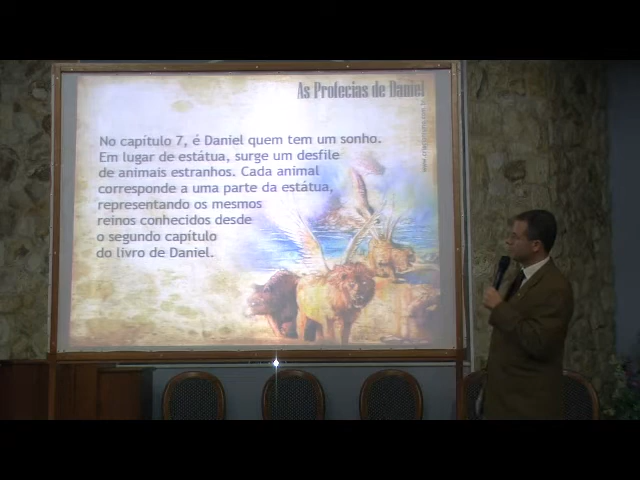 As Profecias de Daniel
No capítulo 7, é Daniel quem tem um sonho.
Em lugar de estátua, surge um desfile
de animais estranhos. Cada animal
corresponde a uma parte da estátua,
representando os mesmos
reinos conhecidos desde
o segundo capítulo
do livro de Daniel.